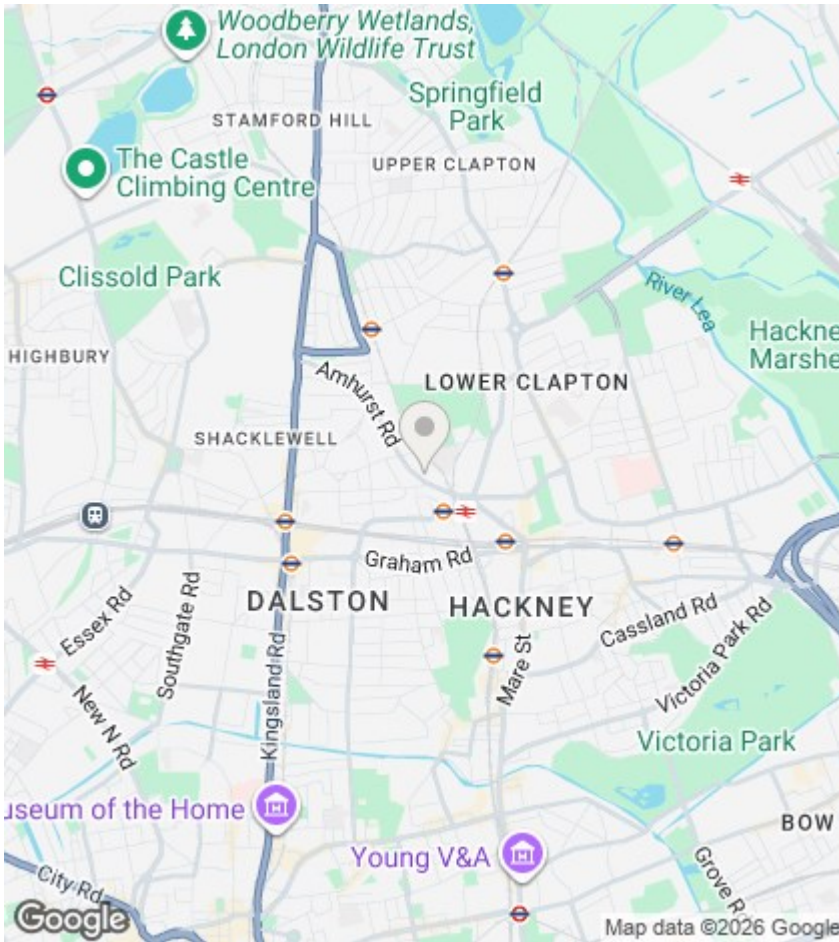 Woodberry Wetlands,
London Wildlife Trust
STAMFORD HILL
Springfield
Park
The Castle
Climbing Centre
UPPER CLAPTON
Clissold Park
River Lea
HIGHBURY
Hackne
Marshe
Amhurst Rd
LOWER CLAPTON
SHACKLEWELL
Graham Rd
Essex Rd
Southgate Rd
DALSTON
HACKNEY
Cassland Rd
Victoria Park Rd
Mare St
Kingsland Rd
New N Rd
Victoria Park
useum of the Home
BOW
Young V&A
Grove R
City Rd
Google
Map data ©2026 Google